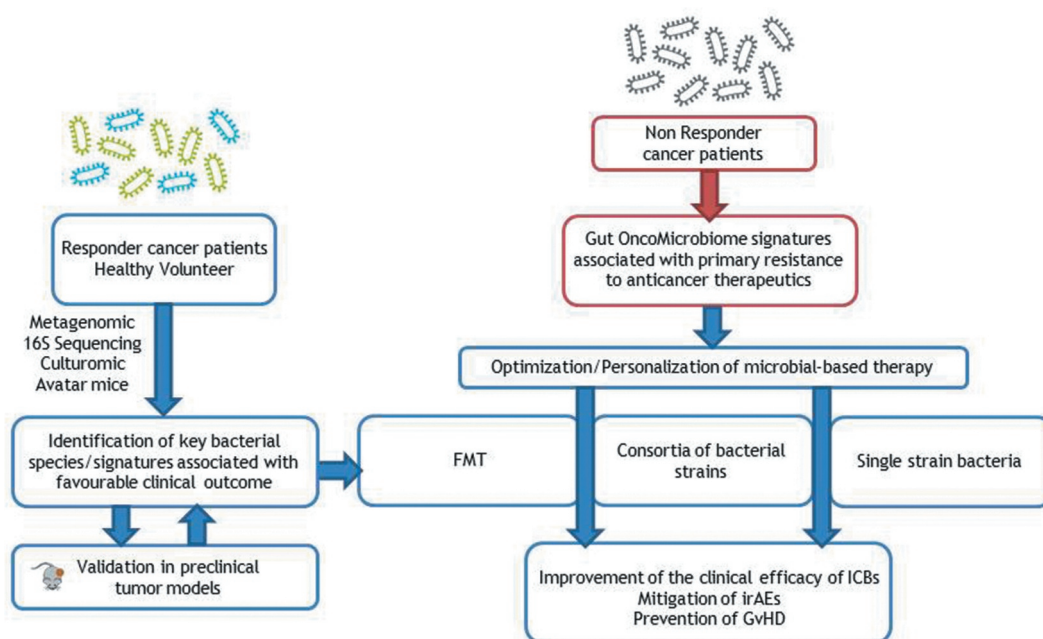 Responder cancer patients
Healthy Volunteer
Metagenomic
16S Sequencing
Culturomic
Avatar mice
Identification of key bacterial
species/signatures associated with
favourable clinical outcome
Validation in preclinical
tumor models
Non Responder
cancer patients
Gut OncoMicrobiome signatures
associated with primary resistance
to anticancer therapeutics
Optimization/Personalization of microbial-based therapy
FMT
Consortia of bacterial
strains
Single strain bacteria
Improvement of the clinical efficacy of ICBs
Mitigation of irAEs
Prevention of GvHD